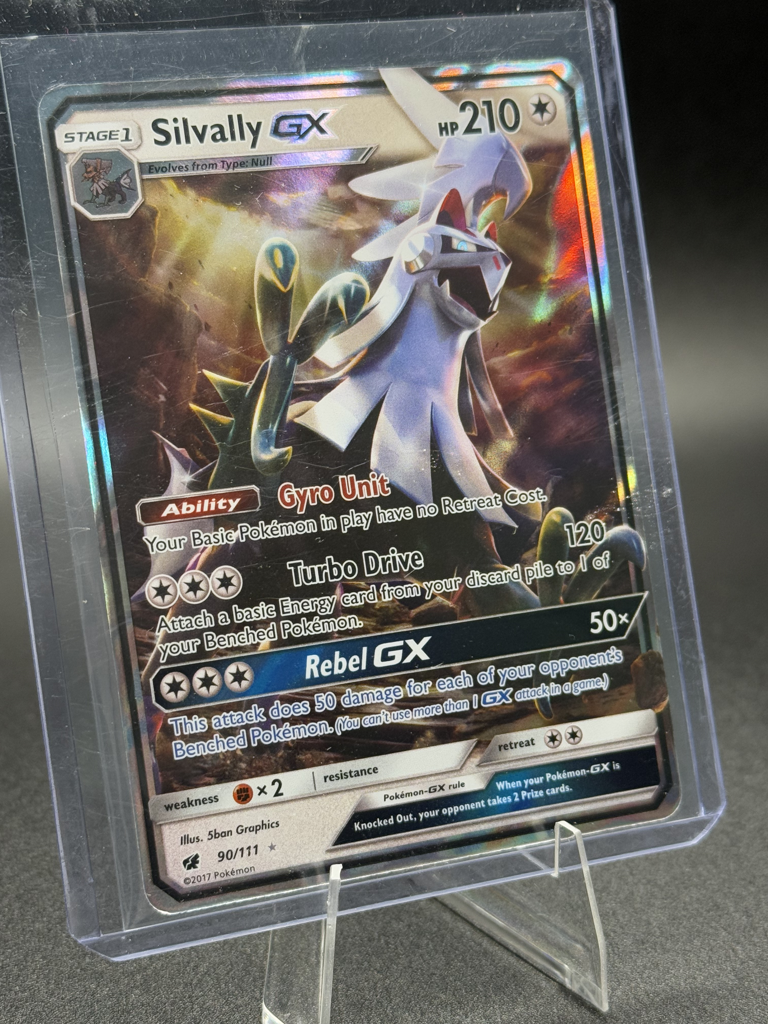 STAGE 1 Silvally GX HP 210
Evolves from Type: Null
Ability Gyro Unit
Your Basic Pokémon in play have no Retreat Cost.
Turbo Drive 120
Attach a basic Energy card from your discard pile to 1 of
your Benched Pokémon.
Rebel GX 50×
This attack does 50 damage for each of your opponent's
Benched Pokémon. (You can't use more than 1 GX attack in a game.)
weakness ×2 resistance retreat
Pokémon-GX rule When your Pokémon-GX is
Knocked Out, your opponent takes 2 Prize cards.
Illus. 5ban Graphics
90/111 ★
©2017 Pokémon